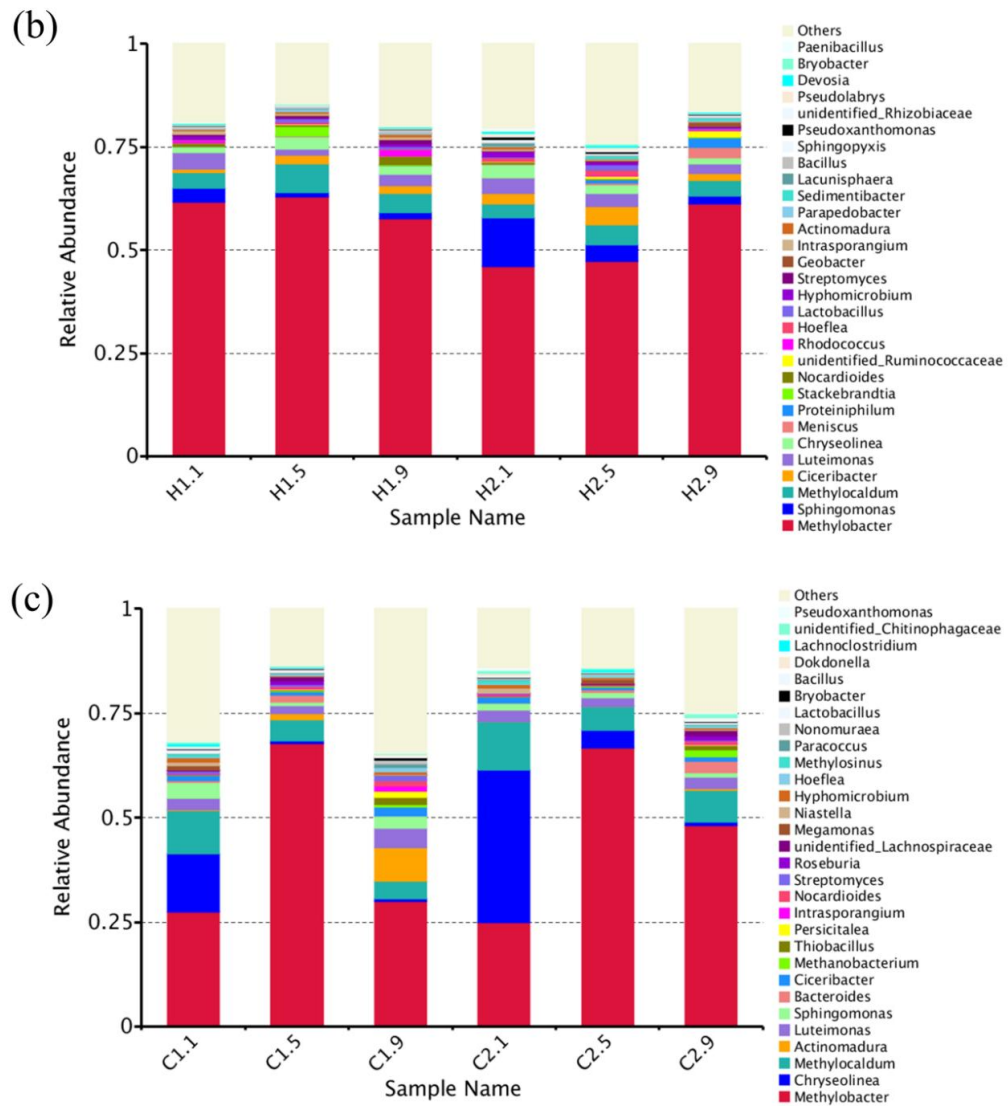 (b)
1
0.75
0.5
0.25
0
Relative Abundance
H1.1
H1.5
H1.9
H2.1
H2.5
H2.9
Sample Name
Others
Paenibacillus
Bryobacter
Devosia
Pseudolabrys
unidentified_Rhizobiaceae
Pseudoxanthomonas
Sphingopyxis
Bacillus
Lacunisphaera
Sedimentibacter
Parapedobacter
Actinomadura
Intrasporangium
Geobacter
Streptomyces
Hyphomicrobium
Lactobacillus
Hoeflea
Rhodococcus
unidentified_Ruminococcaceae
Nocardioides
Stackebrandtia
Proteiniphilum
Meniscus
Chryseolinea
Luteimonas
Ciceribacter
Methylocaldum
Sphingomonas
Methylobacter
(c)
1
0.75
0.5
0.25
0
Relative Abundance
C1.1
C1.5
C1.9
C2.1
C2.5
C2.9
Sample Name
Others
Pseudoxanthomonas
unidentified_Chitinophagaceae
Lachnoclostridium
Dokdonella
Bacillus
Bryobacter
Lactobacillus
Nonomuraea
Paracoccus
Methylosinus
Hoeflea
Hyphomicrobium
Niastella
Megamonas
unidentified_Lachnospiraceae
Roseburia
Streptomyces
Nocardioides
Intrasporangium
Persicitalea
Thiobacillus
Methanobacterium
Ciceribacter
Bacteroides
Sphingomonas
Luteimonas
Actinomadura
Methylocaldum
Chryseolinea
Methylobacter